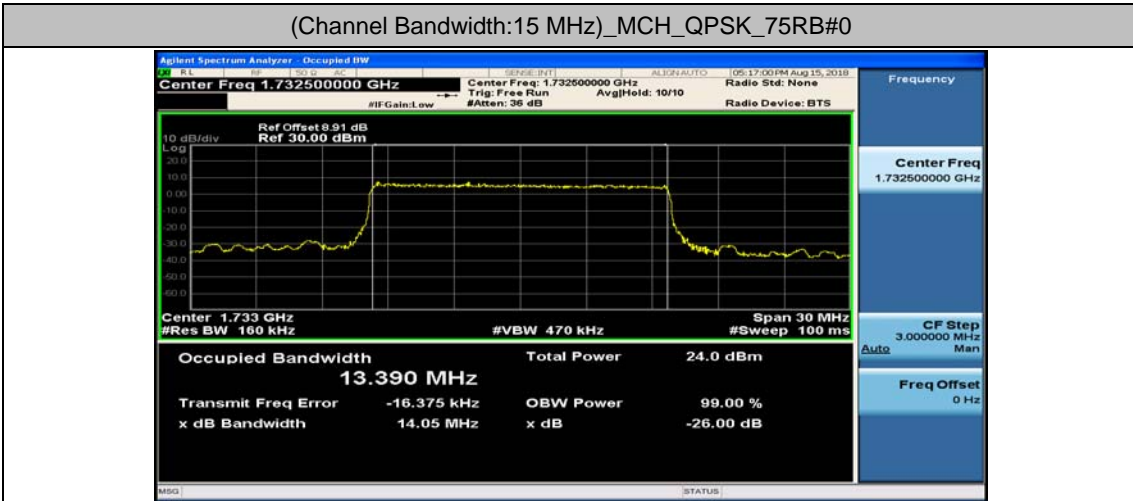 (Channel Bandwidth:15 MHz)_MCH_QPSK_75RB#0
Agilent Spectrum Analyzer - Occupied BW
RL RF 50 Ω AC SENSE:INT ALIGNAUTO 05:17:00 PM Aug 15, 2018
Center Freq 1.732500000 GHz
Center Freq: 1.732500000 GHz Radio Std: None
Trig: Free Run Avg|Hold: 10/10
#IFGain:Low #Atten: 36 dB Radio Device: BTS
Ref Offset 8.91 dB
10 dB/div Ref 30.00 dBm
Log
20.0
10.0
0.00
-10.0
-20.0
-30.0
-40.0
-50.0
-60.0
Center 1.733 GHz Span 30 MHz
#Res BW 160 kHz #VBW 470 kHz #Sweep 100 ms
Occupied Bandwidth Total Power 24.0 dBm
13.390 MHz
Transmit Freq Error -16.375 kHz OBW Power 99.00 %
x dB Bandwidth 14.05 MHz x dB -26.00 dB
MSG STATUS
Frequency
Center Freq
1.732500000 GHz
CF Step
3.000000 MHz
Auto Man
Freq Offset
0 Hz